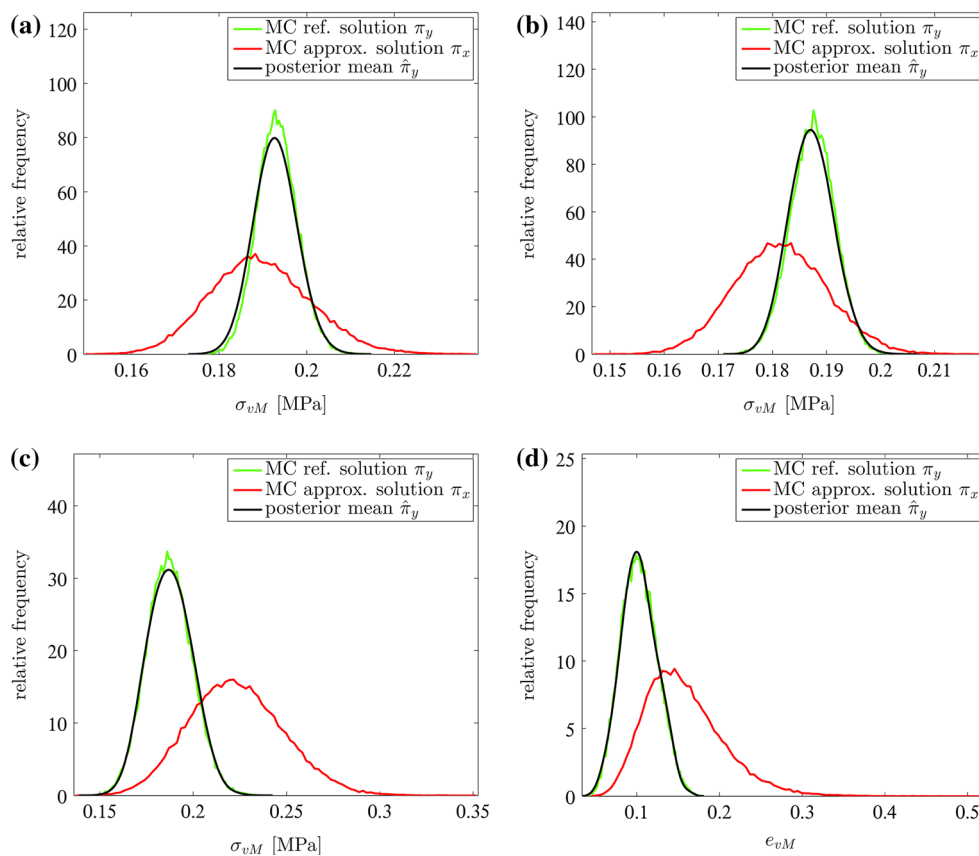 (a)
120
100
80
60
40
20
0
relative frequency
MC ref. solution π_y
MC approx. solution π_x
posterior mean π̂_y
0.16 0.18 0.2 0.22
σ_vM [MPa]
(b)
140
120
100
80
60
40
20
0
relative frequency
MC ref. solution π_y
MC approx. solution π_x
posterior mean π̂_y
0.15 0.16 0.17 0.18 0.19 0.2 0.21
σ_vM [MPa]
(c)
40
30
20
10
0
relative frequency
MC ref. solution π_y
MC approx. solution π_x
posterior mean π̂_y
0.15 0.2 0.25 0.3 0.35
σ_vM [MPa]
(d)
25
20
15
10
5
0
relative frequency
MC ref. solution π_y
MC approx. solution π_x
posterior mean π̂_y
0.1 0.2 0.3 0.4 0.5
e_vM